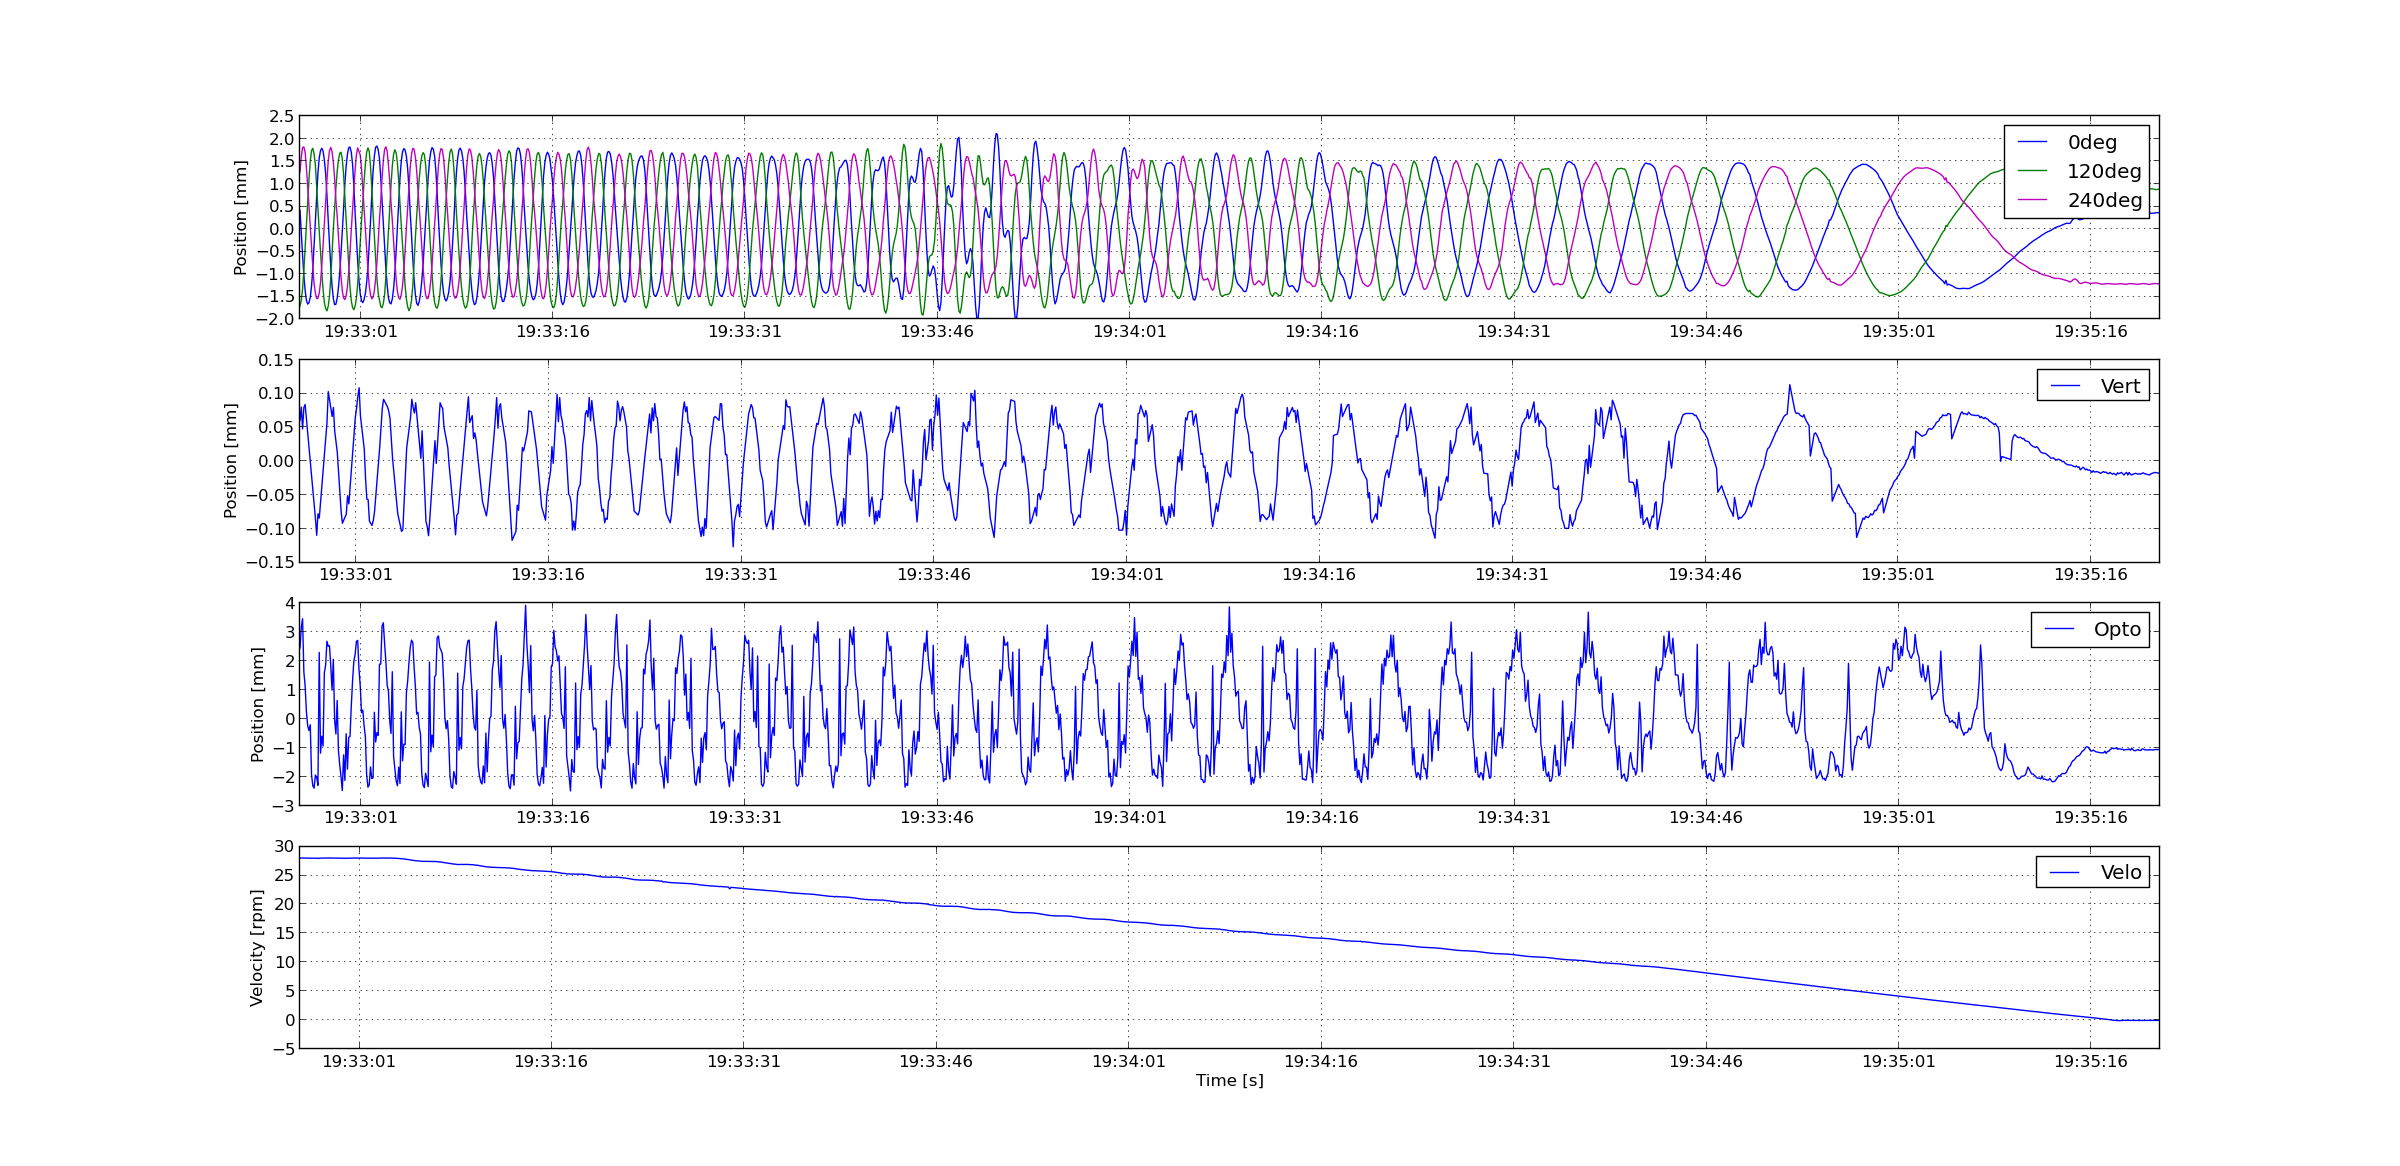 Position [mm]
2.5
2.0
1.5
1.0
0.5
0.0
−0.5
−1.0
−1.5
−2.0
0deg
120deg
240deg
19:33:01 19:33:16 19:33:31 19:33:46 19:34:01 19:34:16 19:34:31 19:34:46 19:35:01 19:35:16
Position [mm]
0.15
0.10
0.05
0.00
−0.05
−0.10
−0.15
Vert
19:33:01 19:33:16 19:33:31 19:33:46 19:34:01 19:34:16 19:34:31 19:34:46 19:35:01 19:35:16
Position [mm]
4
3
2
1
0
−1
−2
−3
Opto
19:33:01 19:33:16 19:33:31 19:33:46 19:34:01 19:34:16 19:34:31 19:34:46 19:35:01 19:35:16
Velocity [rpm]
30
25
20
15
10
5
0
−5
Velo
19:33:01 19:33:16 19:33:31 19:33:46 19:34:01 19:34:16 19:34:31 19:34:46 19:35:01 19:35:16
Time [s]